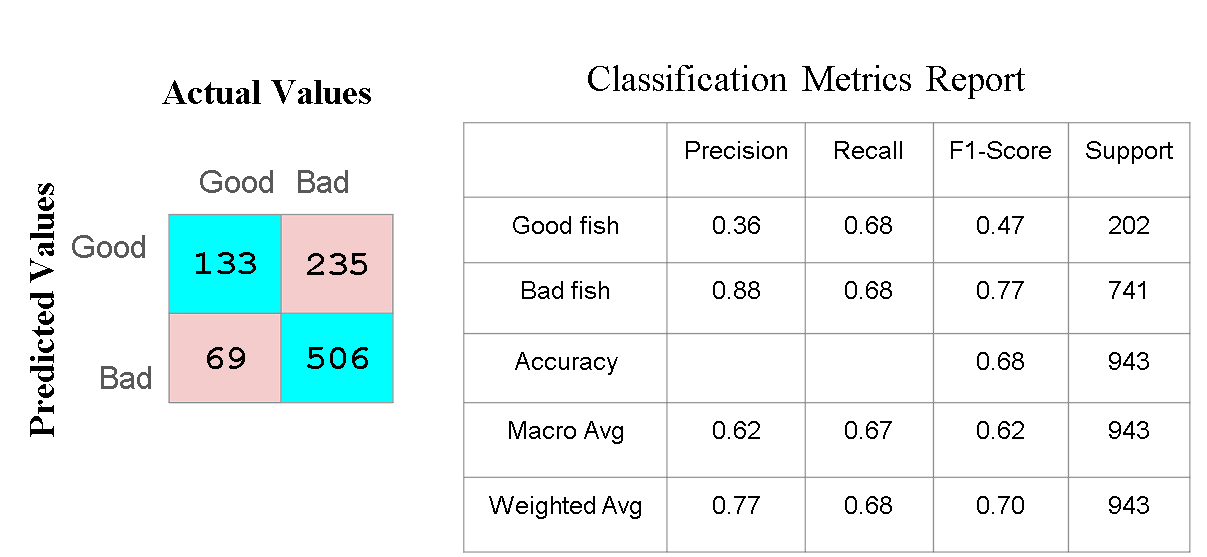 Actual Values
Good Bad
Predicted Values
Good 133 235
Bad 69 506
Classification Metrics Report
Precision Recall F1-Score Support
Good fish 0.36 0.68 0.47 202
Bad fish 0.88 0.68 0.77 741
Accuracy 0.68 943
Macro Avg 0.62 0.67 0.62 943
Weighted Avg 0.77 0.68 0.70 943